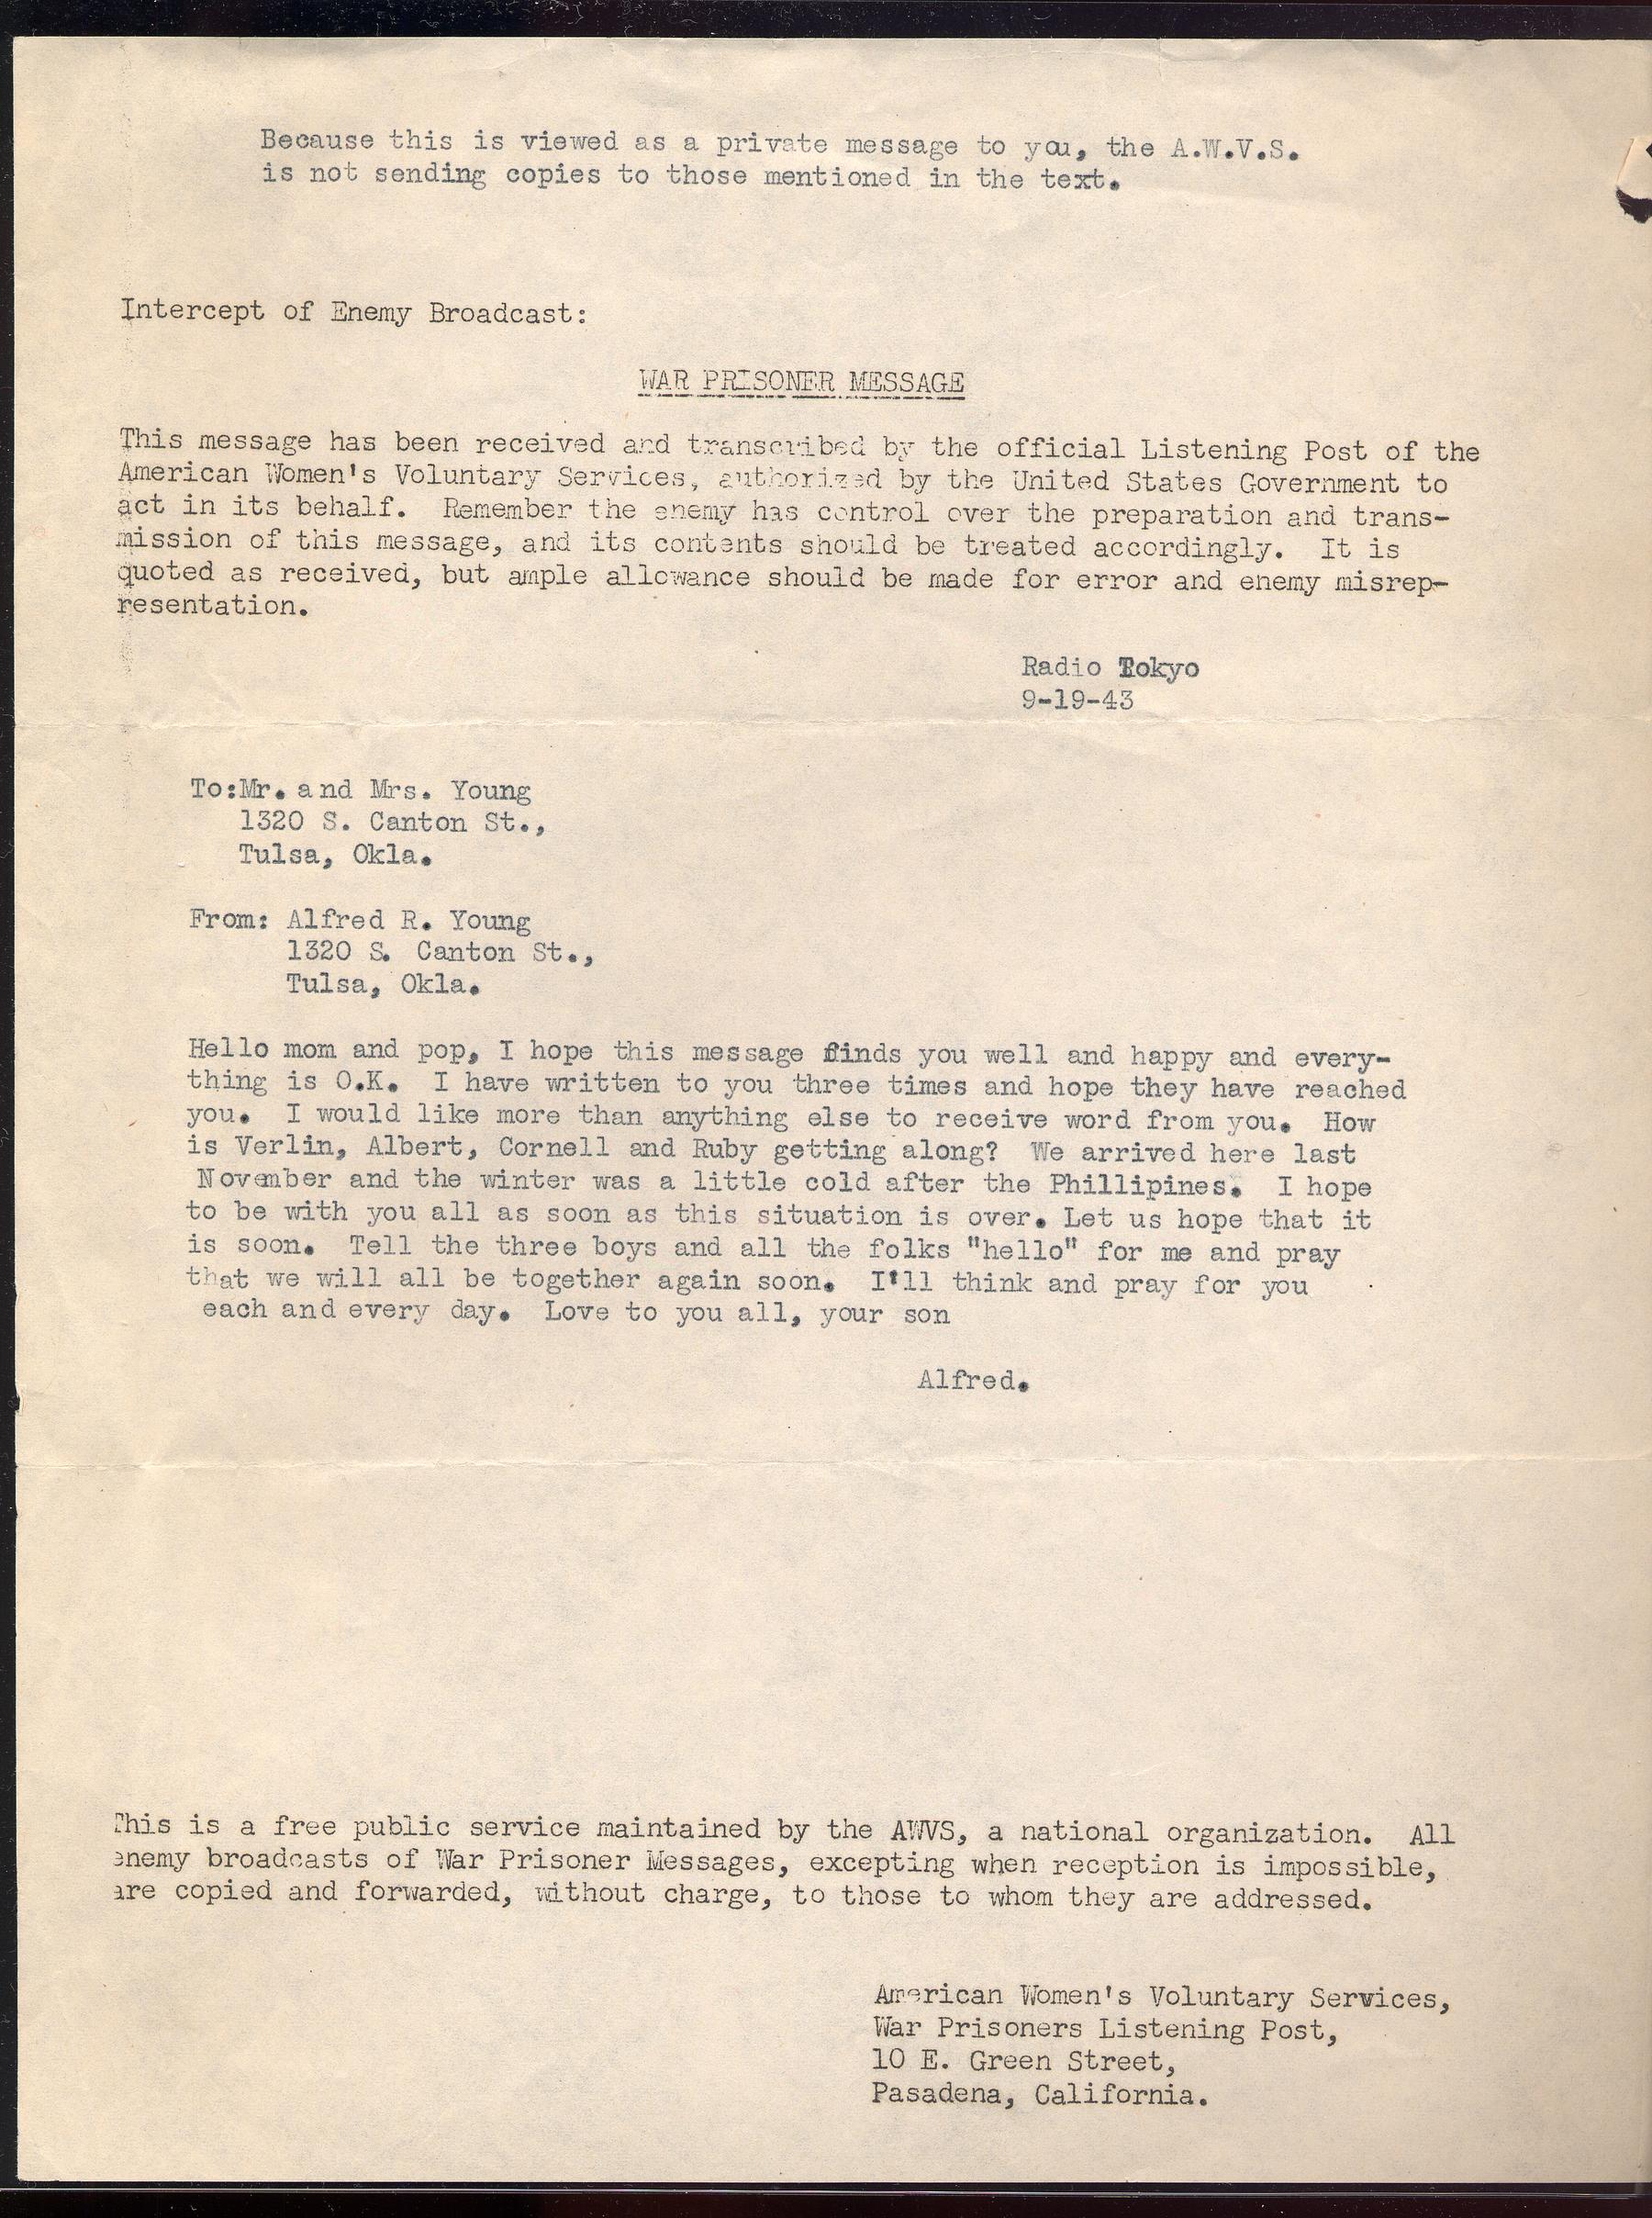 Because this is viewed as a private message to you, the A.W.V.S.
is not sending copies to those mentioned in the text.
Intercept of Enemy Broadcast:
WAR PRISONER MESSAGE
This message has been received and transcribed by the official Listening Post of the
American Women's Voluntary Services, authorized by the United States Government to
act in its behalf. Remember the enemy has control over the preparation and trans-
mission of this message, and its contents should be treated accordingly. It is
quoted as received, but ample allowance should be made for error and enemy misrep-
resentation.
Radio Tokyo
9-19-43
To:Mr. and Mrs. Young
1320 S. Canton St.,
Tulsa, Okla.
From: Alfred R. Young
1320 S. Canton St.,
Tulsa, Okla.
Hello mom and pop, I hope this message finds you well and happy and every-
thing is O.K. I have written to you three times and hope they have reached
you. I would like more than anything else to receive word from you. How
is Verlin, Albert, Cornell and Ruby getting along? We arrived here last
November and the winter was a little cold after the Phillipines. I hope
to be with you all as soon as this situation is over. Let us hope that it
is soon. Tell the three boys and all the folks "hello" for me and pray
that we will all be together again soon. I'll think and pray for you
each and every day. Love to you all, your son
Alfred.
This is a free public service maintained by the AWVS, a national organization. All
enemy broadcasts of War Prisoner Messages, excepting when reception is impossible,
are copied and forwarded, without charge, to those to whom they are addressed.
American Women's Voluntary Services,
War Prisoners Listening Post,
10 E. Green Street,
Pasadena, California.